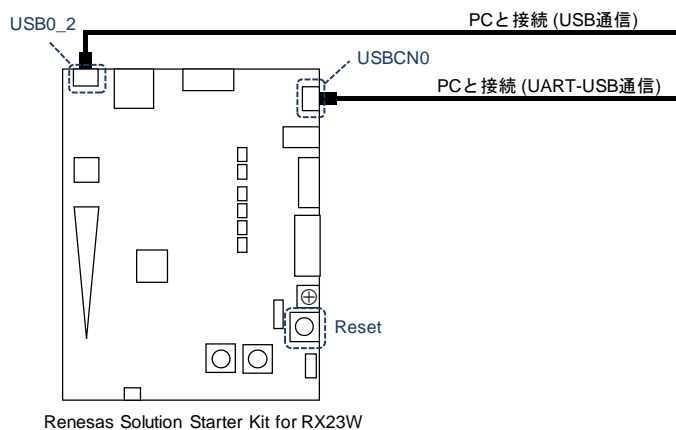 PCと接続 (USB通信)
USB0_2
USBCN0
PCと接続 (UART-USB通信)
Reset
Renesas Solution Starter Kit for RX23W